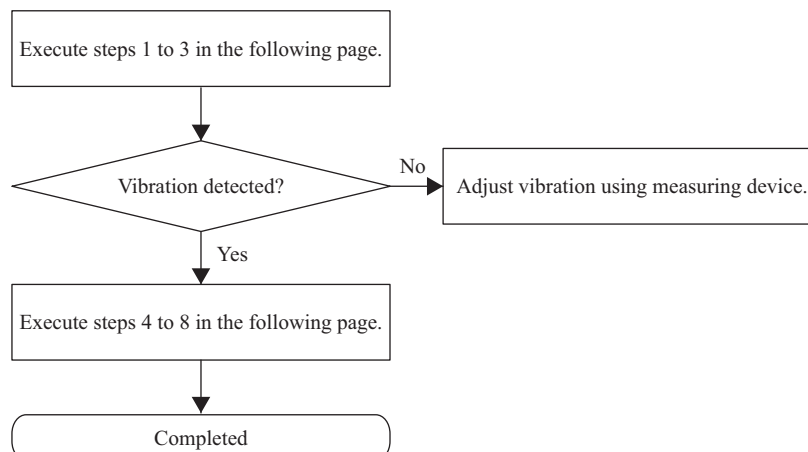 Execute steps 1 to 3 in the following page.
Vibration detected?
No
Adjust vibration using measuring device.
Yes
Execute steps 4 to 8 in the following page.
Completed